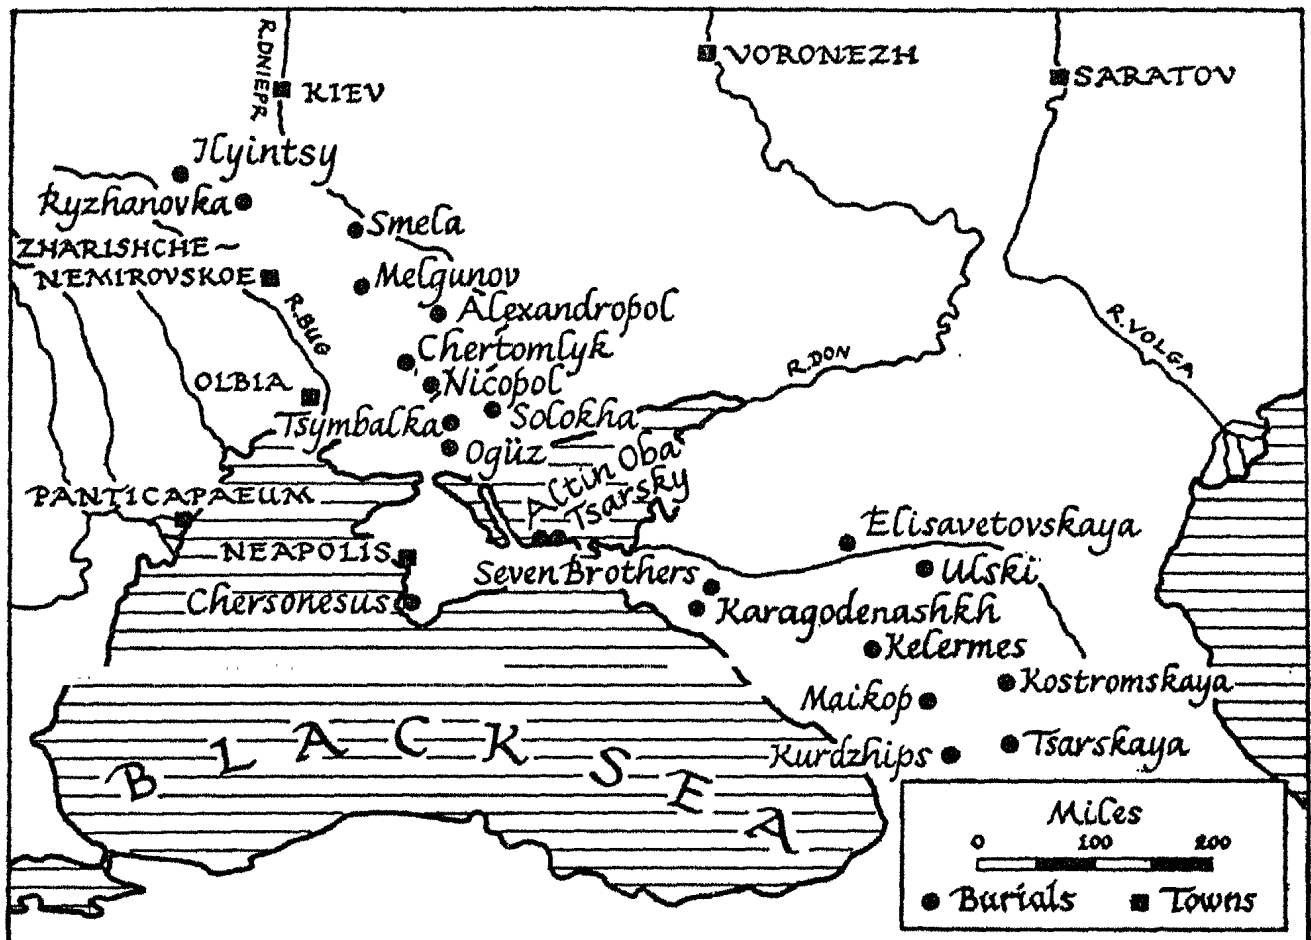 R. DNIEPR
KIEV
VORONEZH
SARATOV
Ilyintsy
Ryzhanovka
Smela
ZHARISHCHE ~
NEMIROVSKOE
Melgunov
R. BUG
Alexandropol
R. VOLGA
Chertomlyk
R. DON
OLBIA
Nicopol
Tsymbalka
Solokha
Ogüz
Altin Oba
Tsarsky
PANTICAPAEUM
Elisavetovskaya
NEAPOLIS
Seven Brothers
Ulski
Chersonesus
Karagodenashkh
Kelermes
Kostromskaya
Maikop
Kurdzhips
Tsarskaya
BLACK SEA
Miles
0 100 200
Burials Towns